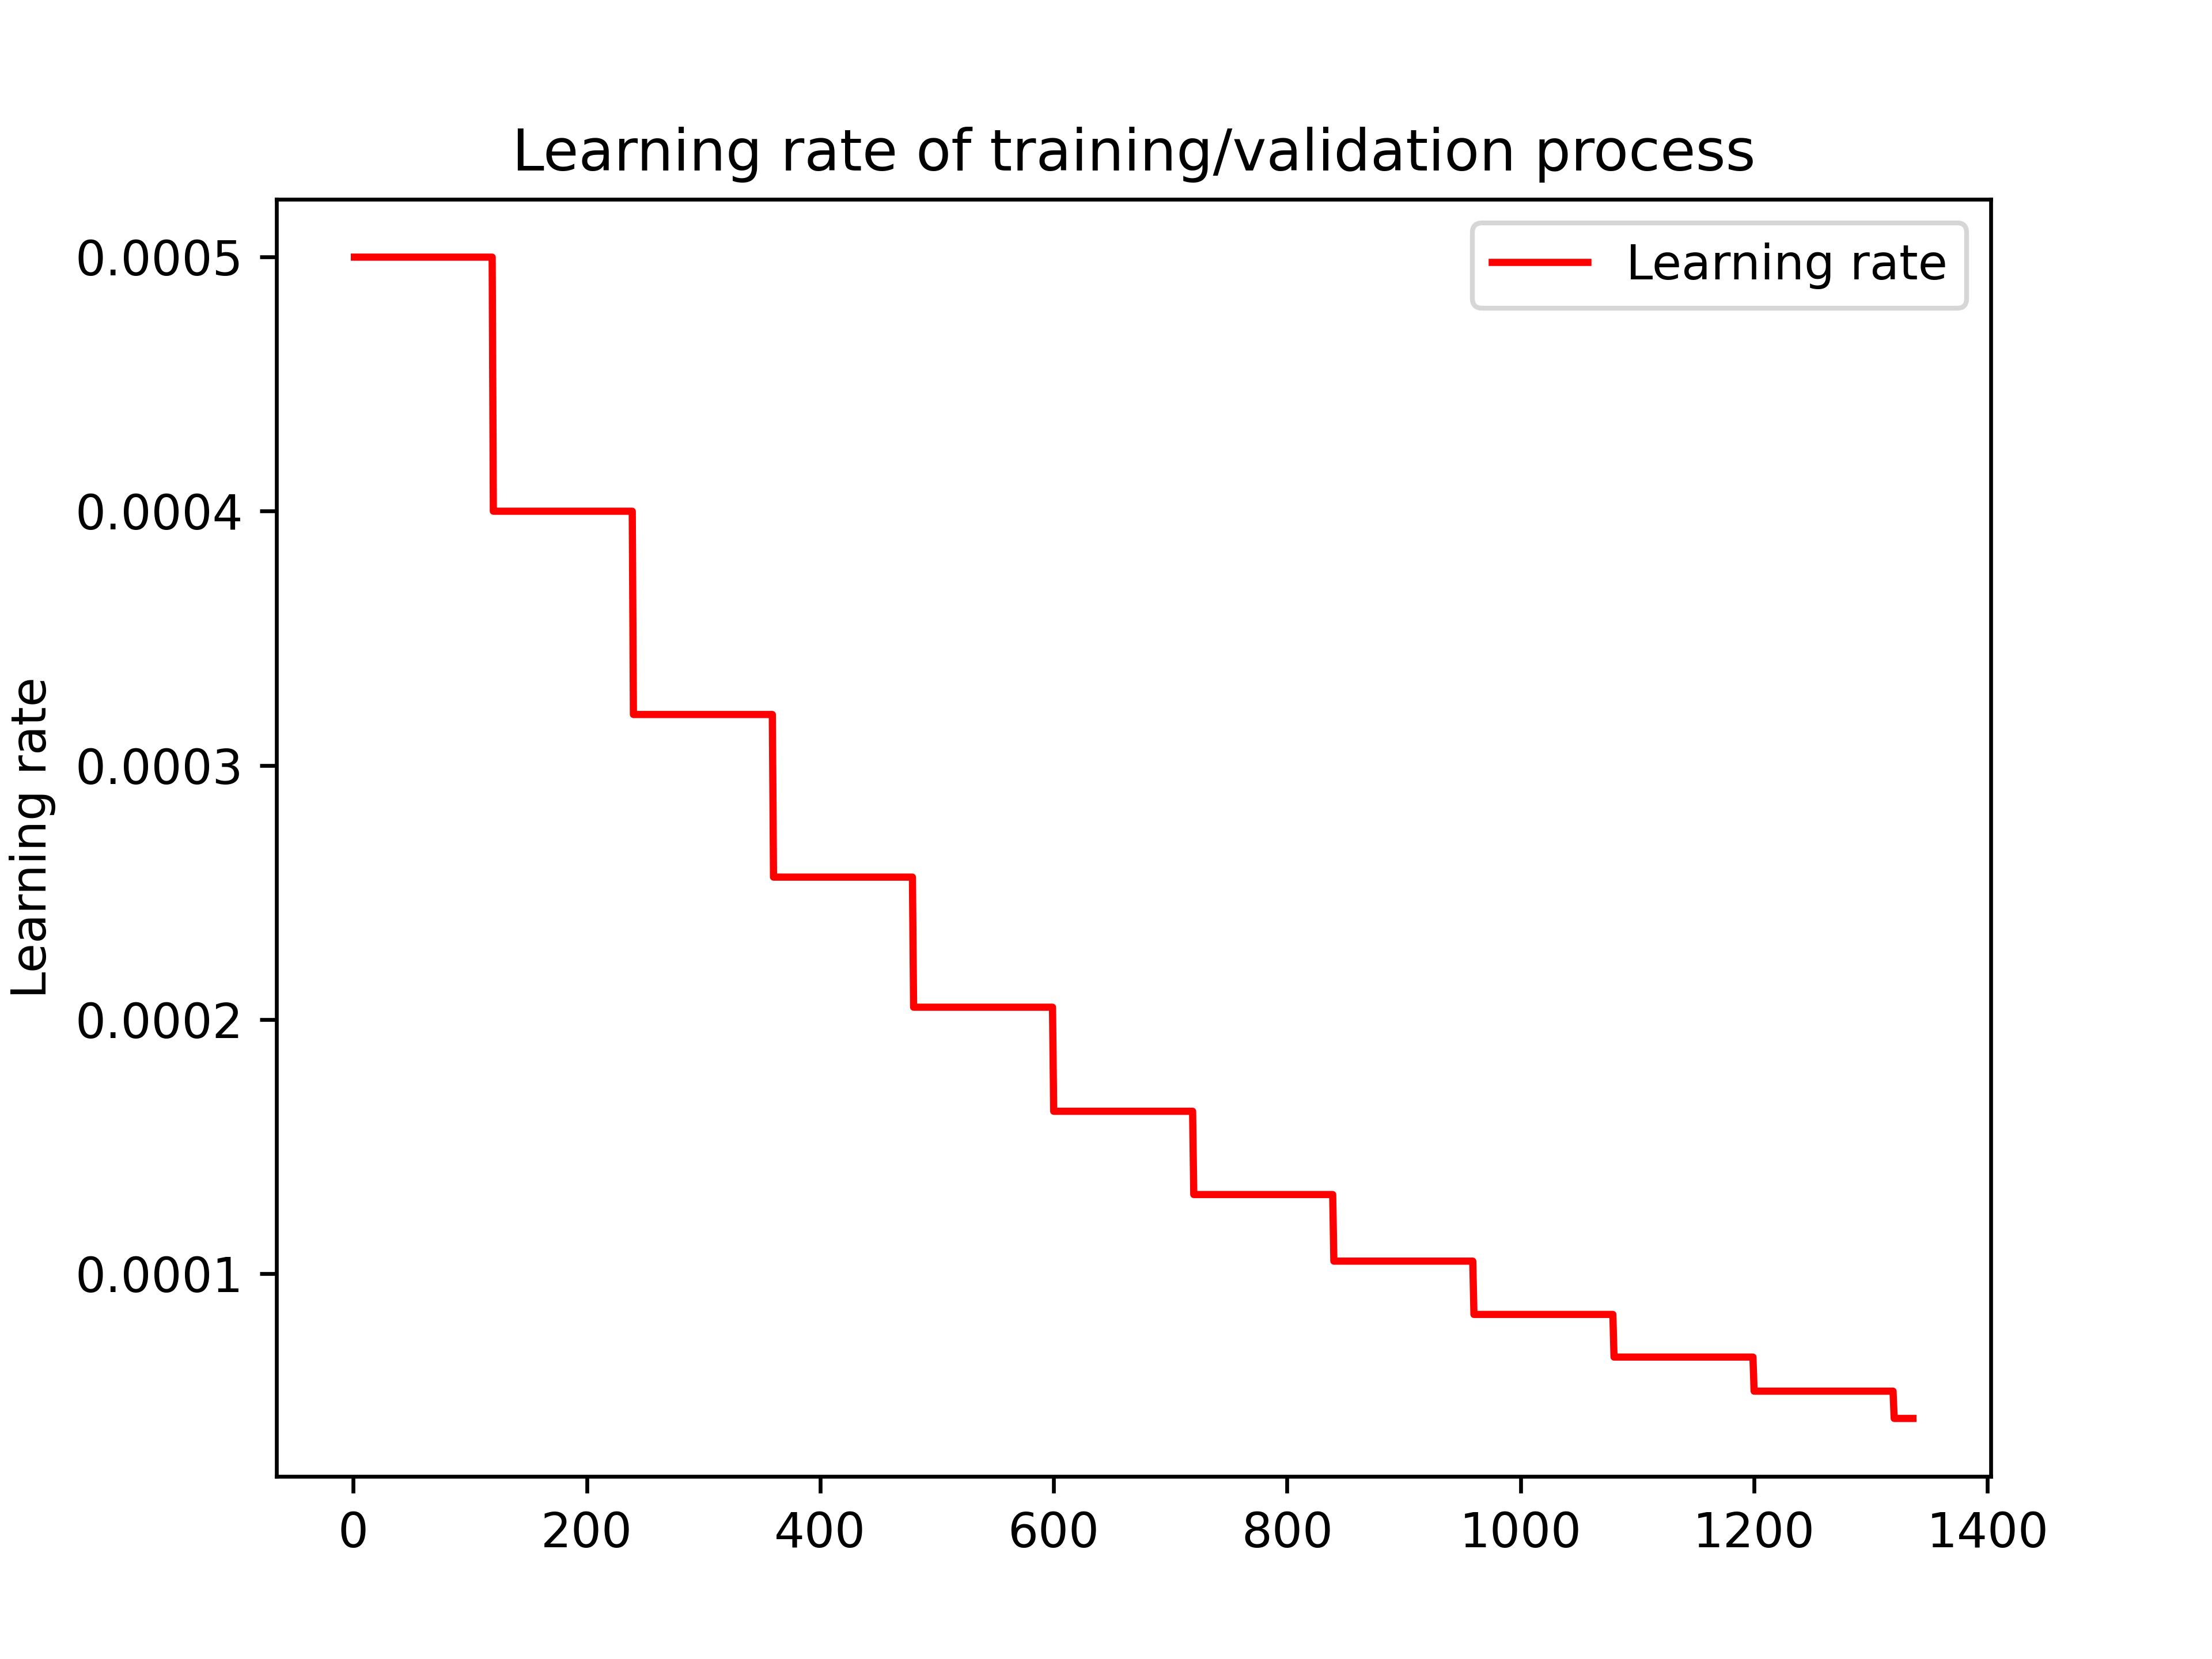 Learning rate of training/validation process
Learning rate
0.0005
0.0004
0.0003
0.0002
0.0001
Learning rate
0 200 400 600 800 1000 1200 1400